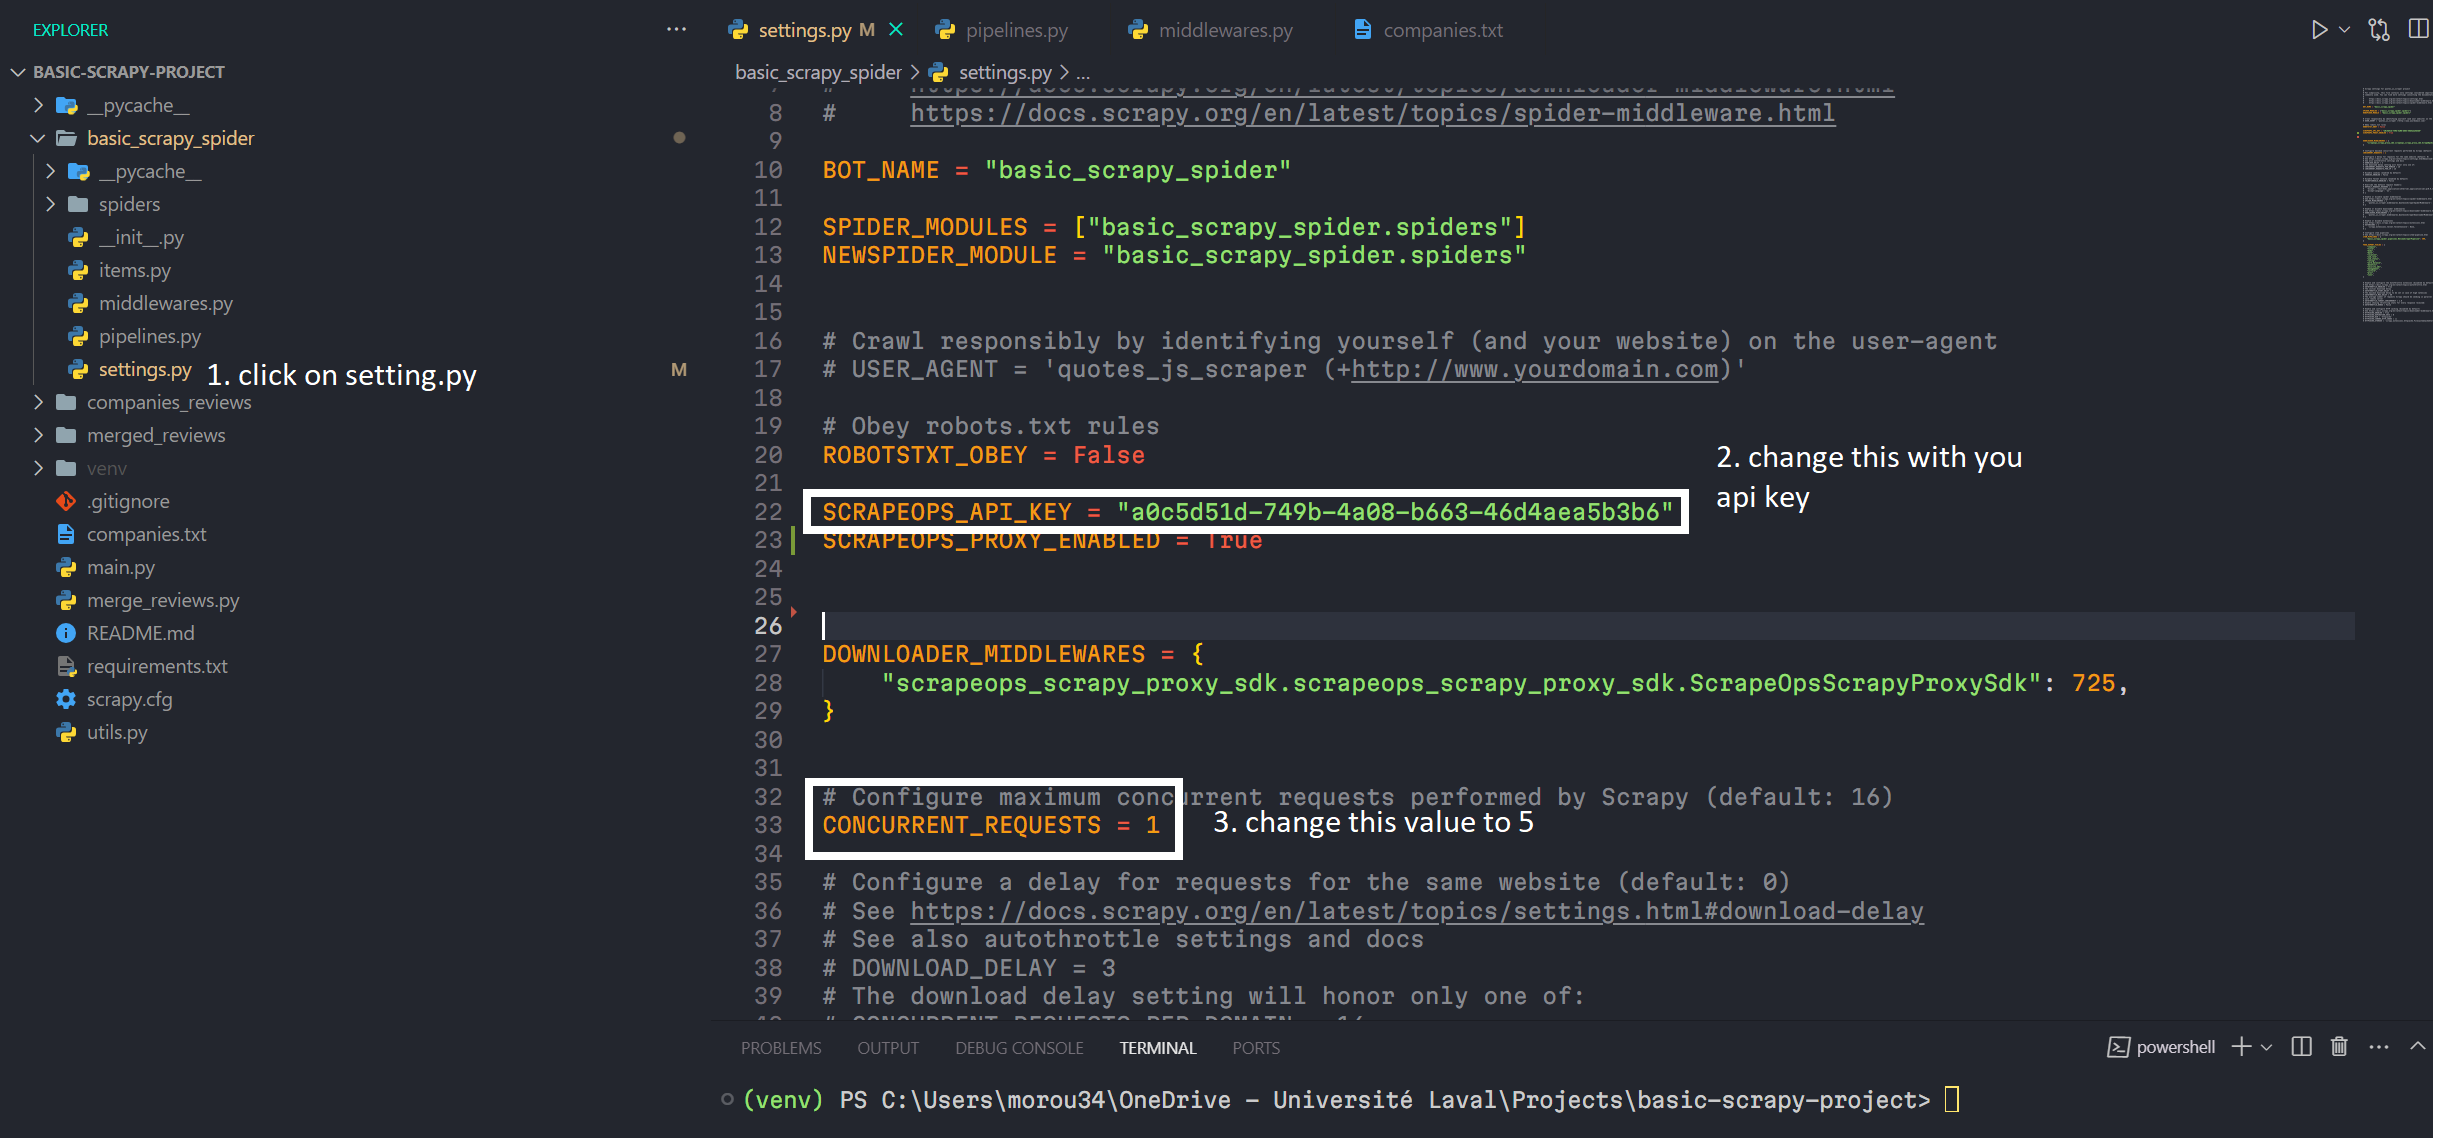 EXPLORER
BASIC-SCRAPY-PROJECT
__pycache__
basic_scrapy_spider
__pycache__
spiders
__init__.py
items.py
middlewares.py
pipelines.py
settings.py M
1. click on setting.py
companies_reviews
merged_reviews
venv
.gitignore
companies.txt
main.py
merge_reviews.py
README.md
requirements.txt
scrapy.cfg
utils.py
settings.py M pipelines.py middlewares.py companies.txt
basic_scrapy_spider > settings.py > ...
# https://docs.scrapy.org/en/latest/topics/downloader-middleware.html
8 # https://docs.scrapy.org/en/latest/topics/spider-middleware.html
9
10 BOT_NAME = "basic_scrapy_spider"
11
12 SPIDER_MODULES = ["basic_scrapy_spider.spiders"]
13 NEWSPIDER_MODULE = "basic_scrapy_spider.spiders"
14
15
16 # Crawl responsibly by identifying yourself (and your website) on the user-agent
17 # USER_AGENT = 'quotes_js_scraper (+http://www.yourdomain.com)'
18
19 # Obey robots.txt rules
20 ROBOTSTXT_OBEY = False
21
2. change this with you
api key
22 SCRAPEOPS_API_KEY = "a0c5d51d-749b-4a08-b663-46d4aea5b3b6"
23 SCRAPEOPS_PROXY_ENABLED = True
24
25
26
27 DOWNLOADER_MIDDLEWARES = {
28 "scrapeops_scrapy_proxy_sdk.scrapeops_scrapy_proxy_sdk.ScrapeOpsScrapyProxySdk": 725,
29 }
30
31
32 # Configure maximum concurrent requests performed by Scrapy (default: 16)
33 CONCURRENT_REQUESTS = 1
3. change this value to 5
34
35 # Configure a delay for requests for the same website (default: 0)
36 # See https://docs.scrapy.org/en/latest/topics/settings.html#download-delay
37 # See also autothrottle settings and docs
38 # DOWNLOAD_DELAY = 3
39 # The download delay setting will honor only one of:
PROBLEMS OUTPUT DEBUG CONSOLE TERMINAL PORTS
powershell
(venv) PS C:\Users\morou34\OneDrive - Université Laval\Projects\basic-scrapy-project>